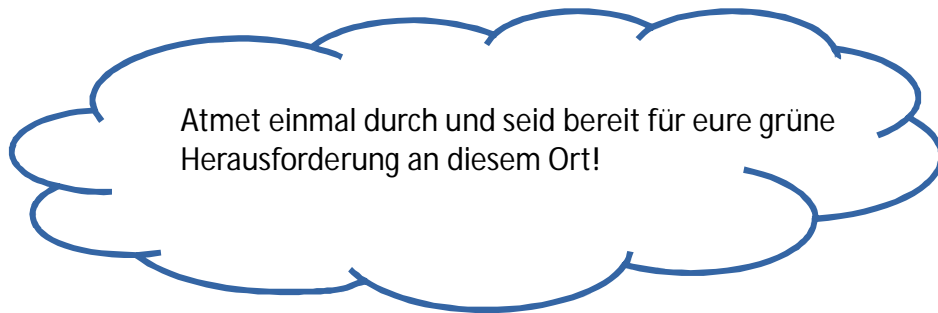 Atmet einmal durch und seid bereit für eure grüne
Herausforderung an diesem Ort!